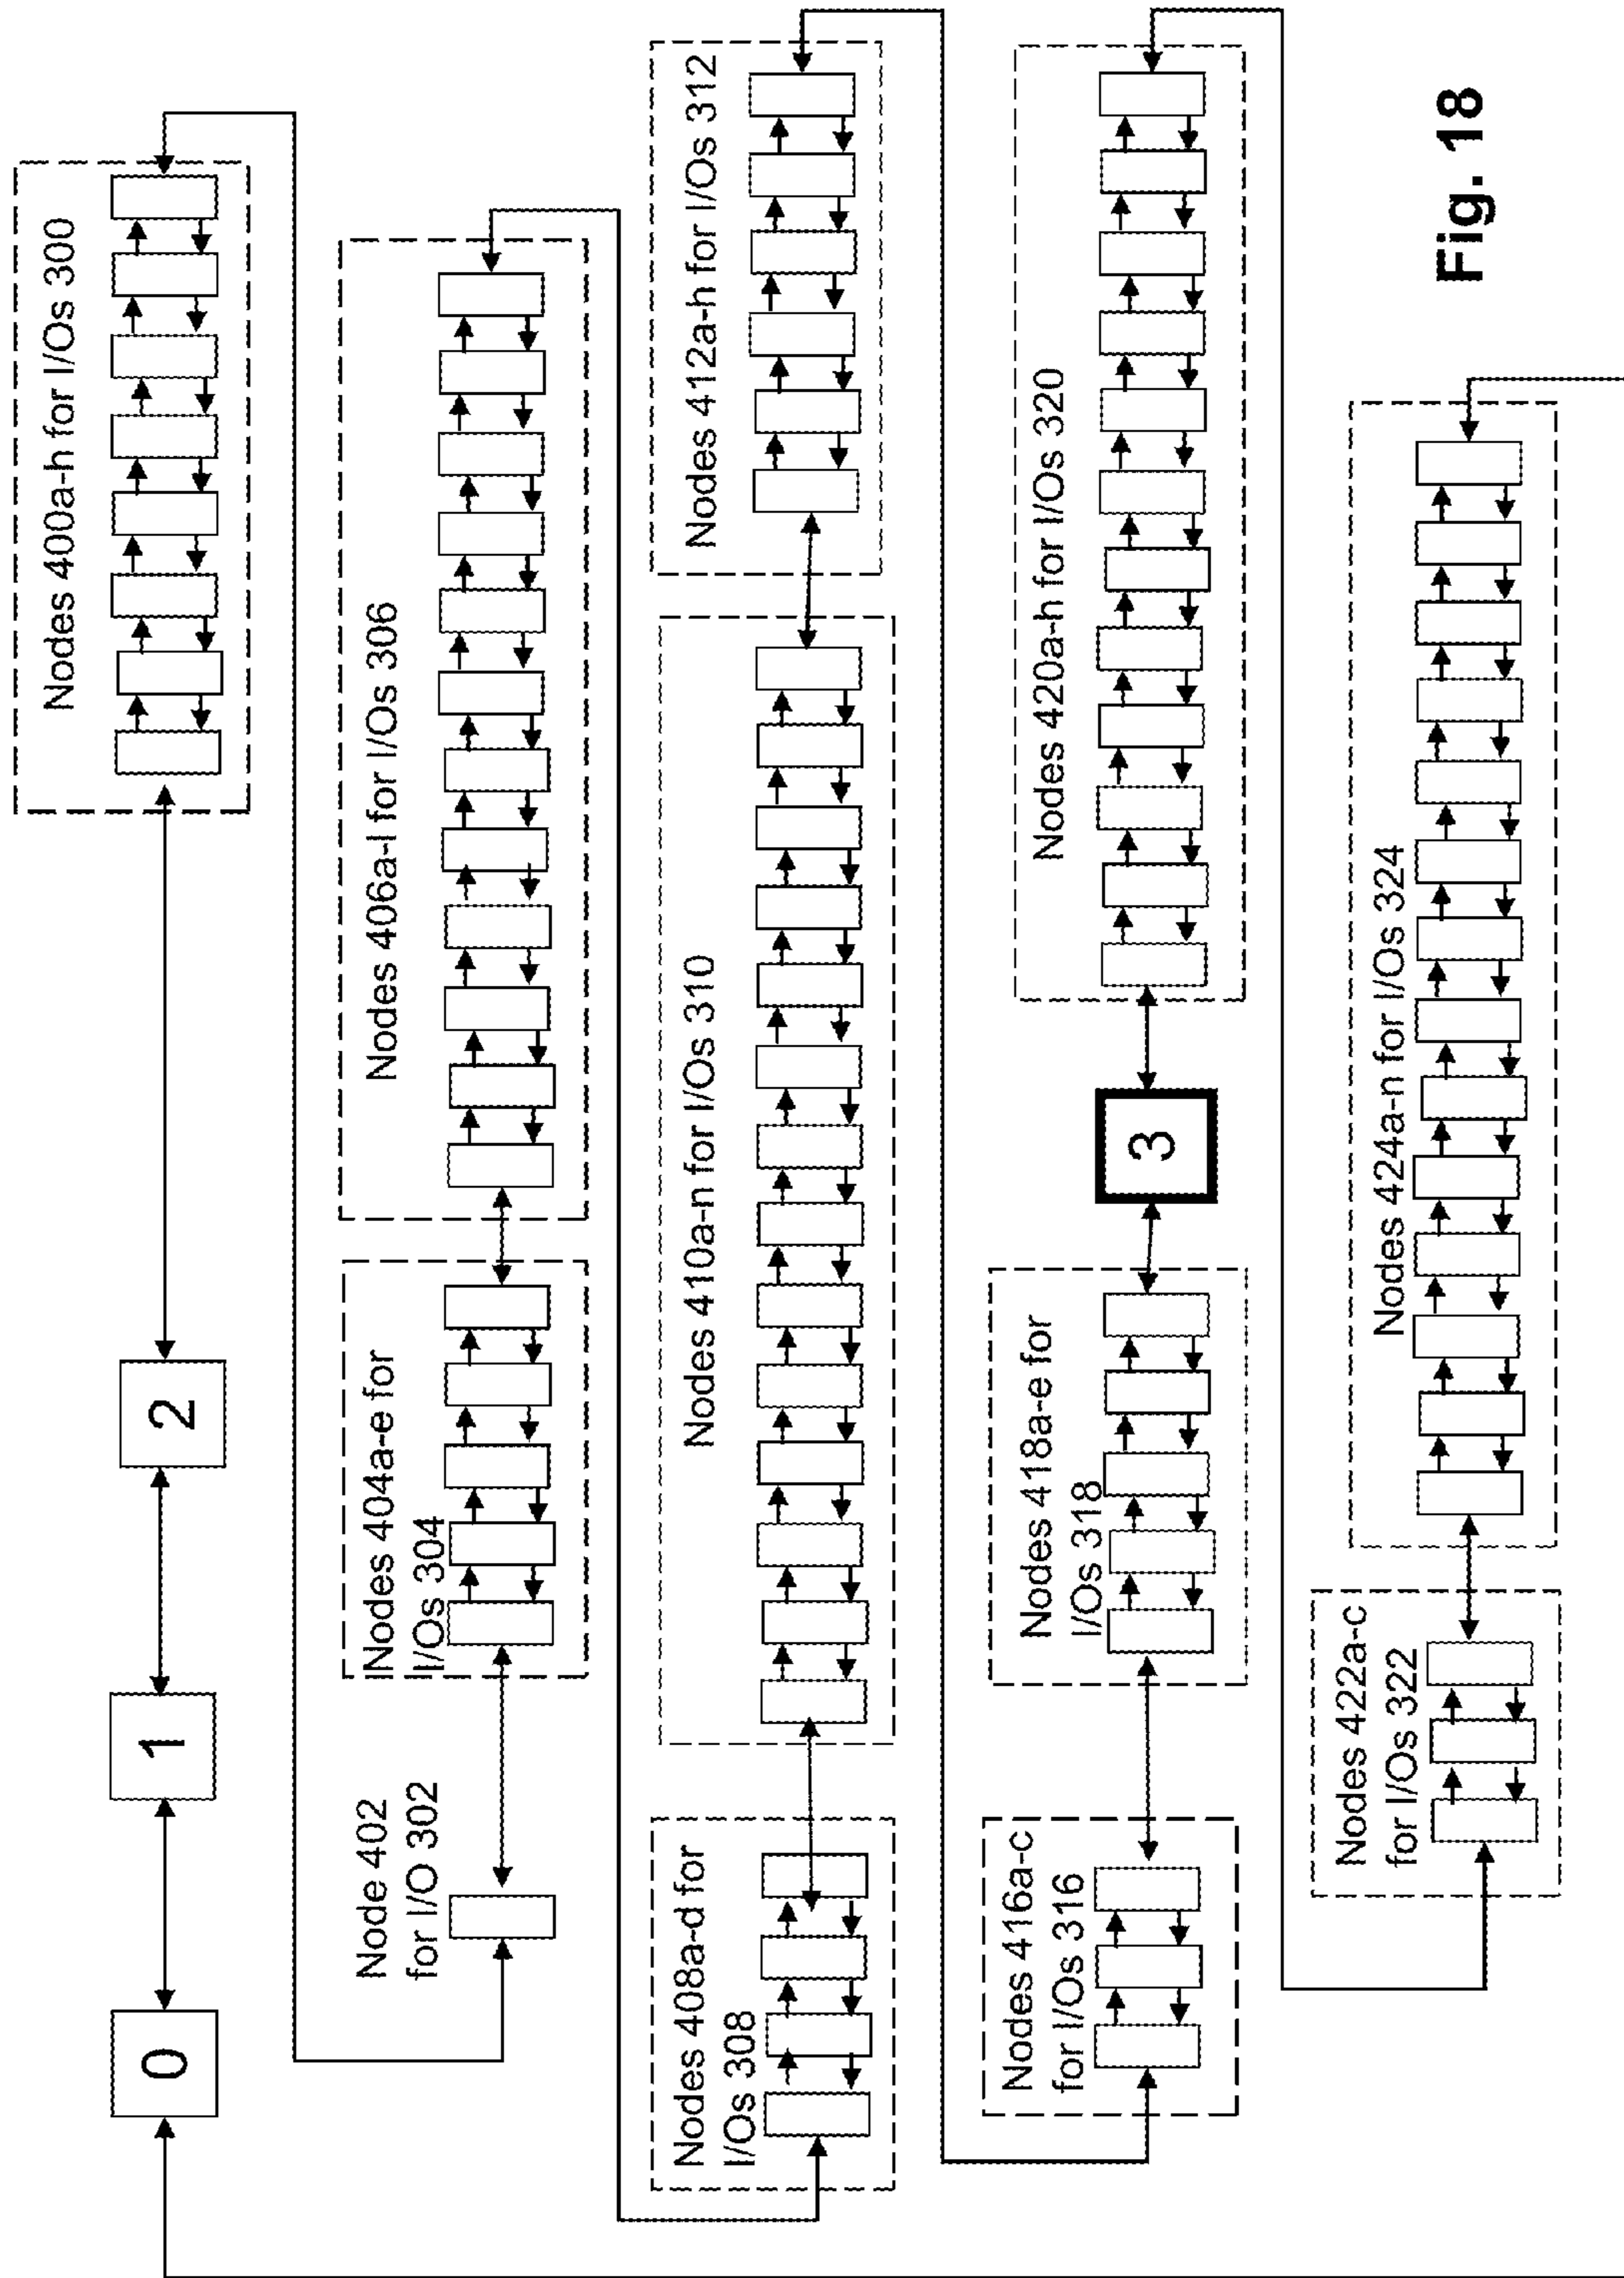 0
1
2
Nodes 400a-h for I/Os 300
Node 402
for I/O 302
Nodes 404a-e for
I/Os 304
Nodes 406a-l for I/Os 306
Nodes 408a-d for
I/Os 308
Nodes 410a-n for I/Os 310
Nodes 412a-h for I/Os 312
Nodes 416a-c
for I/Os 316
Nodes 418a-e for
I/Os 318
3
Nodes 420a-h for I/Os 320
Nodes 422a-c
for I/Os 322
Nodes 424a-n for I/Os 324
Fig. 18